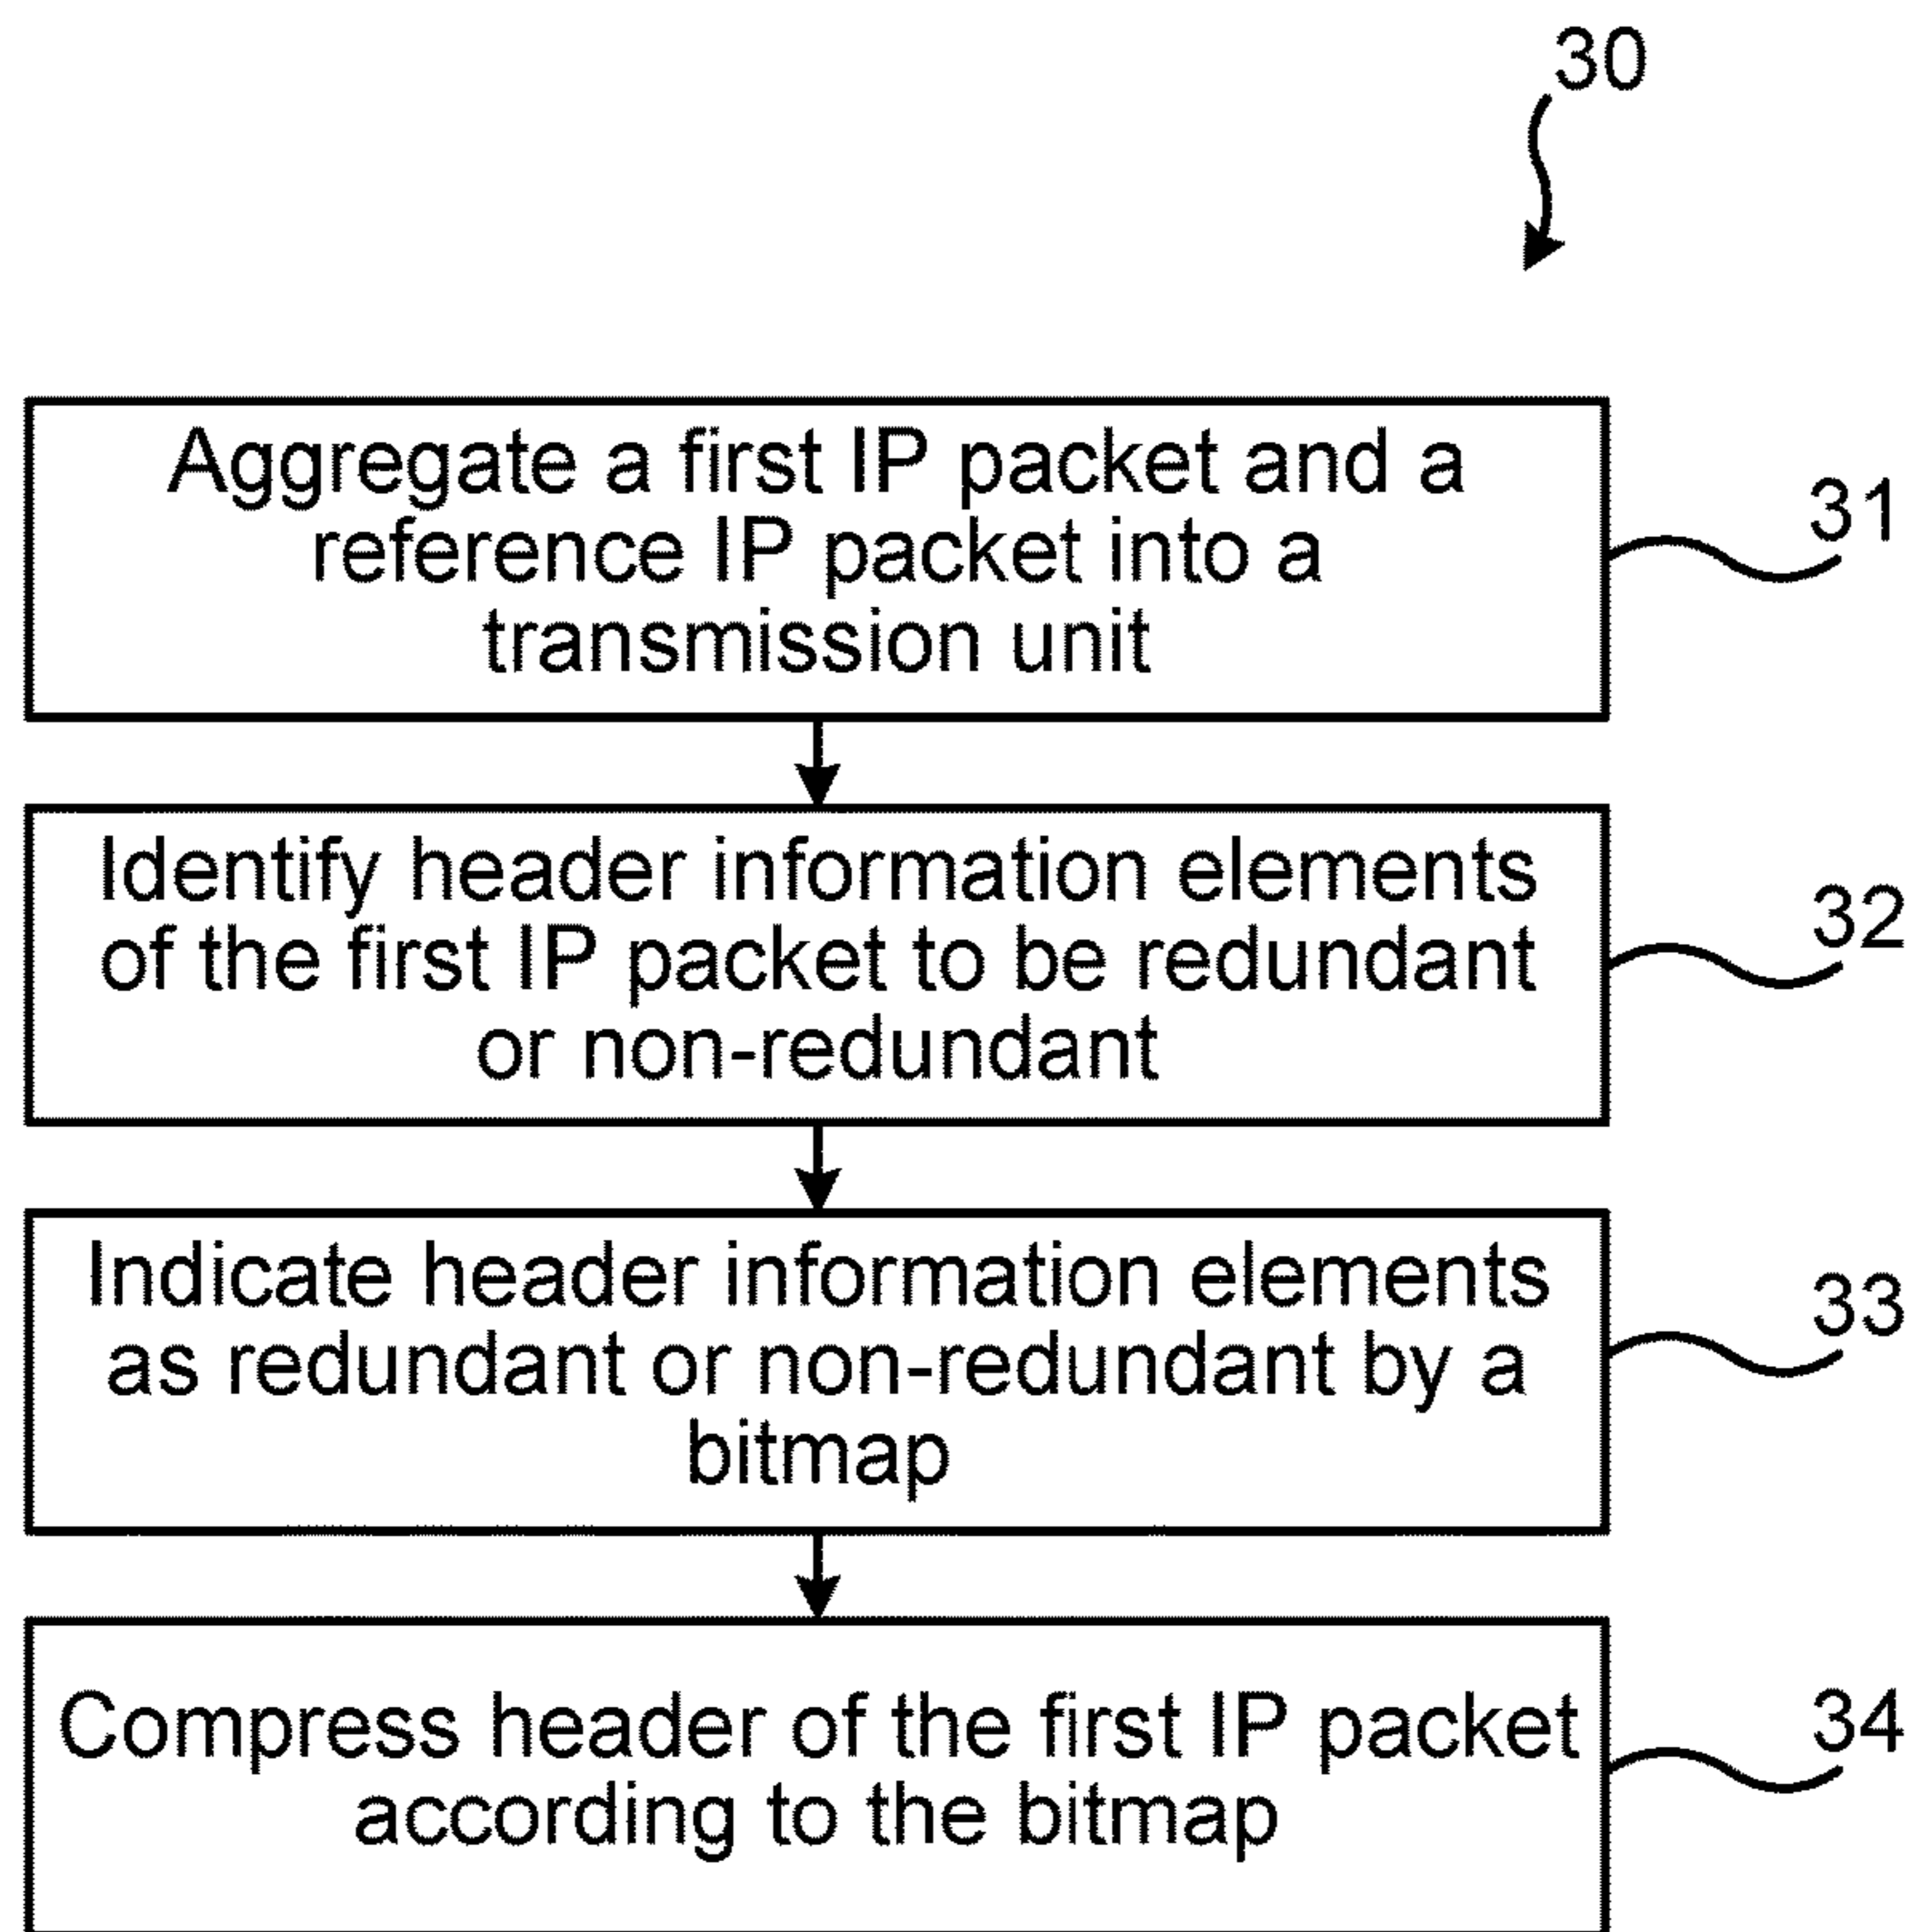 30
Aggregate a first IP packet and a
reference IP packet into a
transmission unit
31
Identify header information elements
of the first IP packet to be redundant
or non-redundant
32
Indicate header information elements
as redundant or non-redundant by a
bitmap
33
Compress header of the first IP packet
according to the bitmap
34